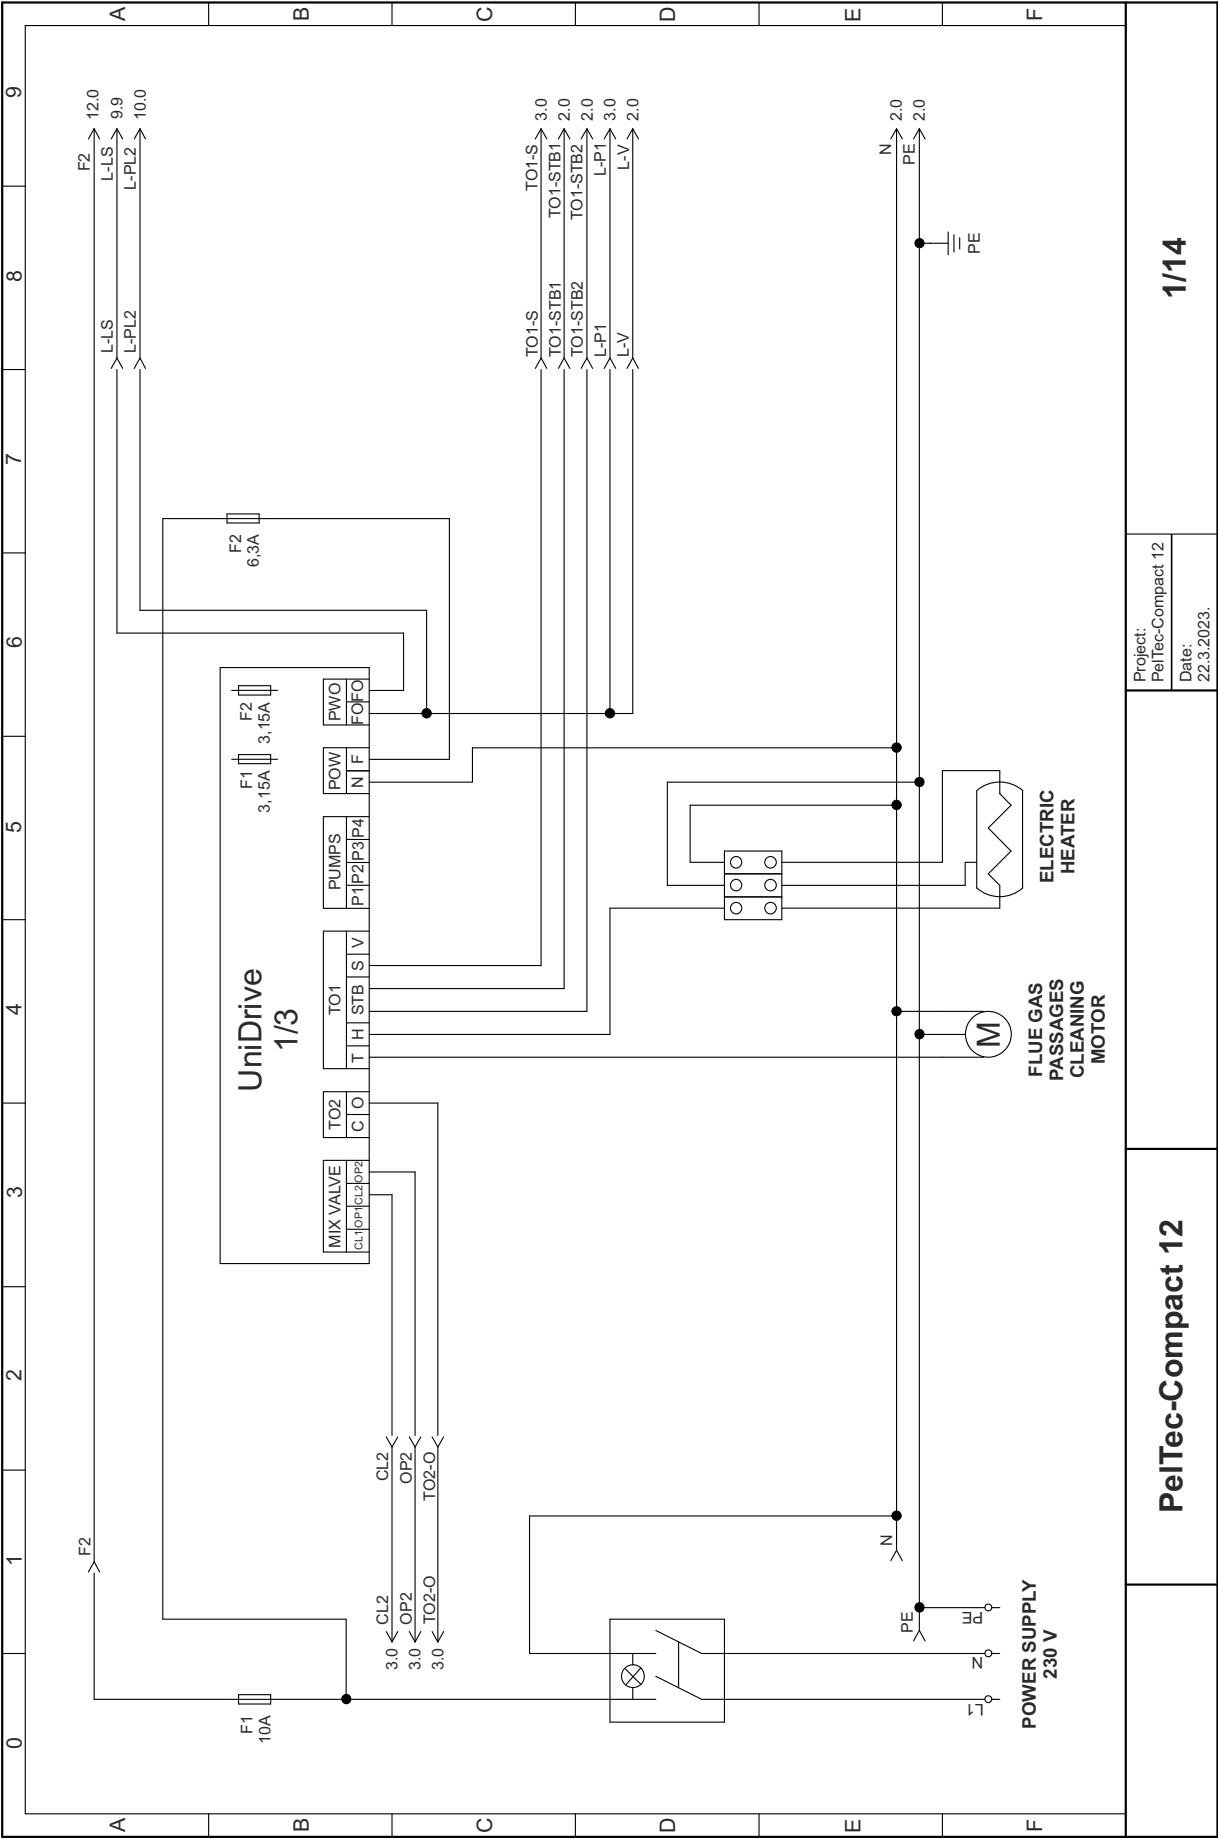 0 1 2 3 4 5 6 7 8 9
A
B
C
D
E
F
A
B
C
D
E
F
F2
F2
12.0
L-LS
L-LS
9.9
L-PL2
L-PL2
10.0
F1
10A
F2
6,3A
UniDrive
1/3
F1
3,15A
F2
3,15A
MIX VALVE
CL1 OP1 CL2 OP2
TO2
C O
TO1
T H STB S V
PUMPS
P1 P2 P3 P4
POW
N F
PWO
FO FO
3.0
CL2
CL2
3.0
OP2
OP2
3.0
TO2-O
TO2-O
TO1-S
TO1-S
3.0
TO1-STB1
TO1-STB1
2.0
TO1-STB2
TO1-STB2
2.0
L-P1
L-P1
3.0
L-V
L-V
2.0
N
N
2.0
PE
PE
2.0
PE
L1
N
PE
POWER SUPPLY
230 V
M
FLUE GAS
PASSAGES
CLEANING
MOTOR
ELECTRIC
HEATER
PelTec-Compact 12
Project:
PelTec-Compact 12
Date:
22.3.2023.
1/14